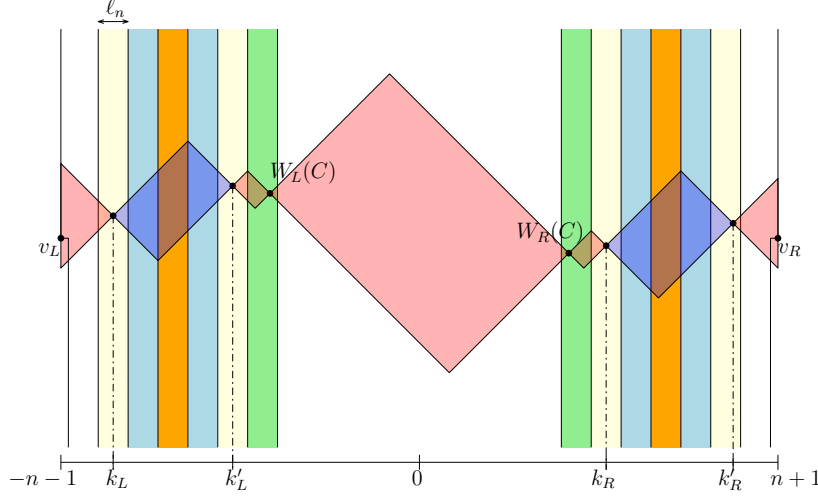 ℓ_n
W_L(C)
W_R(C)
v_L
v_R
−n − 1
k_L
k′_L
0
k_R
k′_R
n + 1